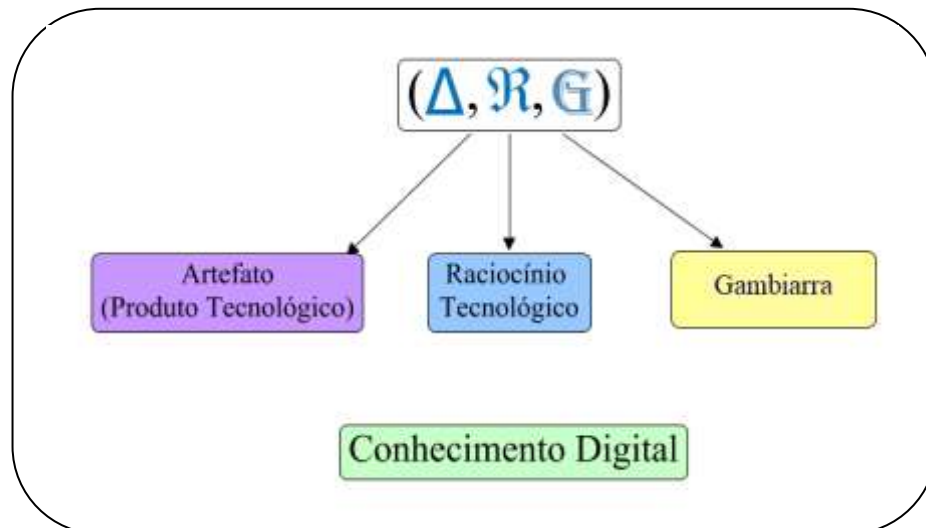 (Δ, ℜ, 𝔾)
Artefato
(Produto Tecnológico)
Raciocínio
Tecnológico
Gambiarra
Conhecimento Digital